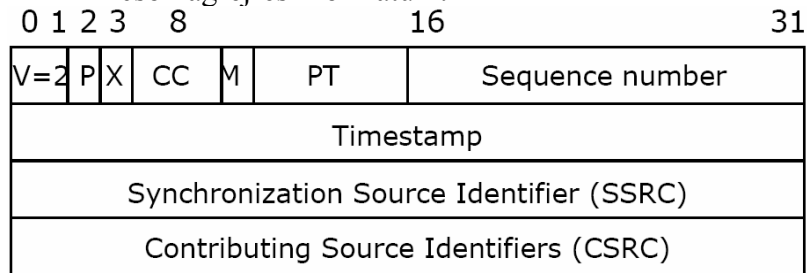 0 1 2 3 8 16 31
V=2 P X CC M PT Sequence number
Timestamp
Synchronization Source Identifier (SSRC)
Contributing Source Identifiers (CSRC)